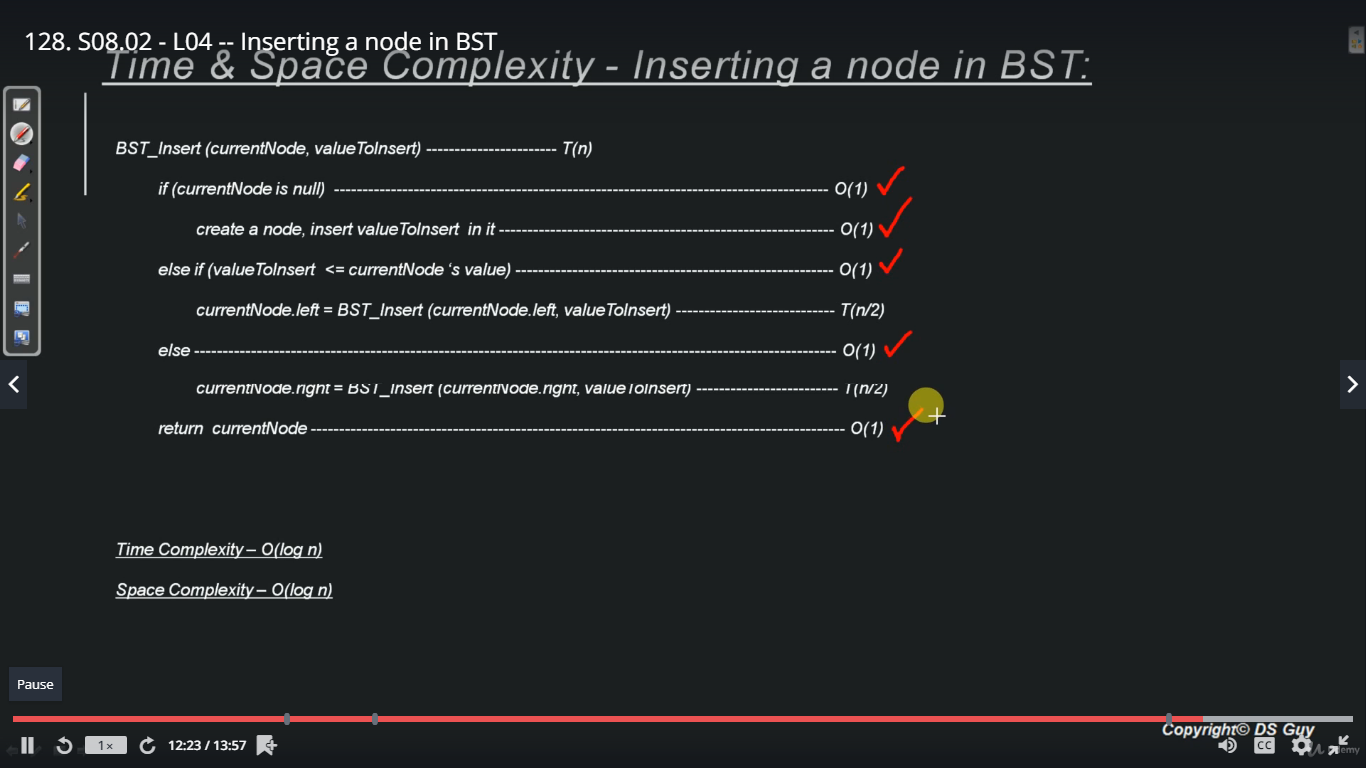 128. S08.02 - L04 -- Inserting a node in BST
Time & Space Complexity - Inserting a node in BST:
BST_Insert (currentNode, valueToInsert) ----------------------- T(n)
if (currentNode is null) --------------------------------------------------------------------------------------- O(1)
create a node, insert valueToInsert in it ----------------------------------------------------------- O(1)
else if (valueToInsert <= currentNode ‘s value) -------------------------------------------------------- O(1)
currentNode.left = BST_Insert (currentNode.left, valueToInsert) ---------------------------- T(n/2)
else ----------------------------------------------------------------------------------------------------------------- O(1)
currentNode.right = BST_Insert (currentNode.right, valueToInsert) ------------------------- T(n/2)
return currentNode ---------------------------------------------------------------------------------------------- O(1)
Time Complexity – O(log n)
Space Complexity – O(log n)
Pause
Copyright© DS Guy
1× 12:23 / 13:57 CC